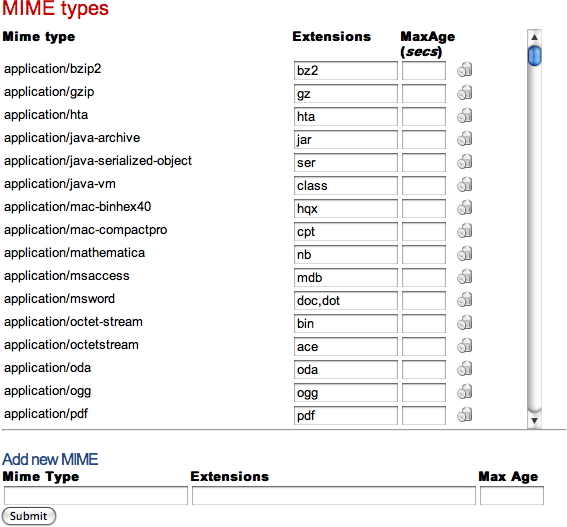 MIME types
Mime type Extensions MaxAge
(secs)
application/bzip2 bz2
application/gzip gz
application/hta hta
application/java-archive jar
application/java-serialized-object ser
application/java-vm class
application/mac-binhex40 hqx
application/mac-compactpro cpt
application/mathematica nb
application/msaccess mdb
application/msword doc,dot
application/octet-stream bin
application/octetstream ace
application/oda oda
application/ogg ogg
application/pdf pdf
Add new MIME
Mime Type Extensions Max Age
Submit